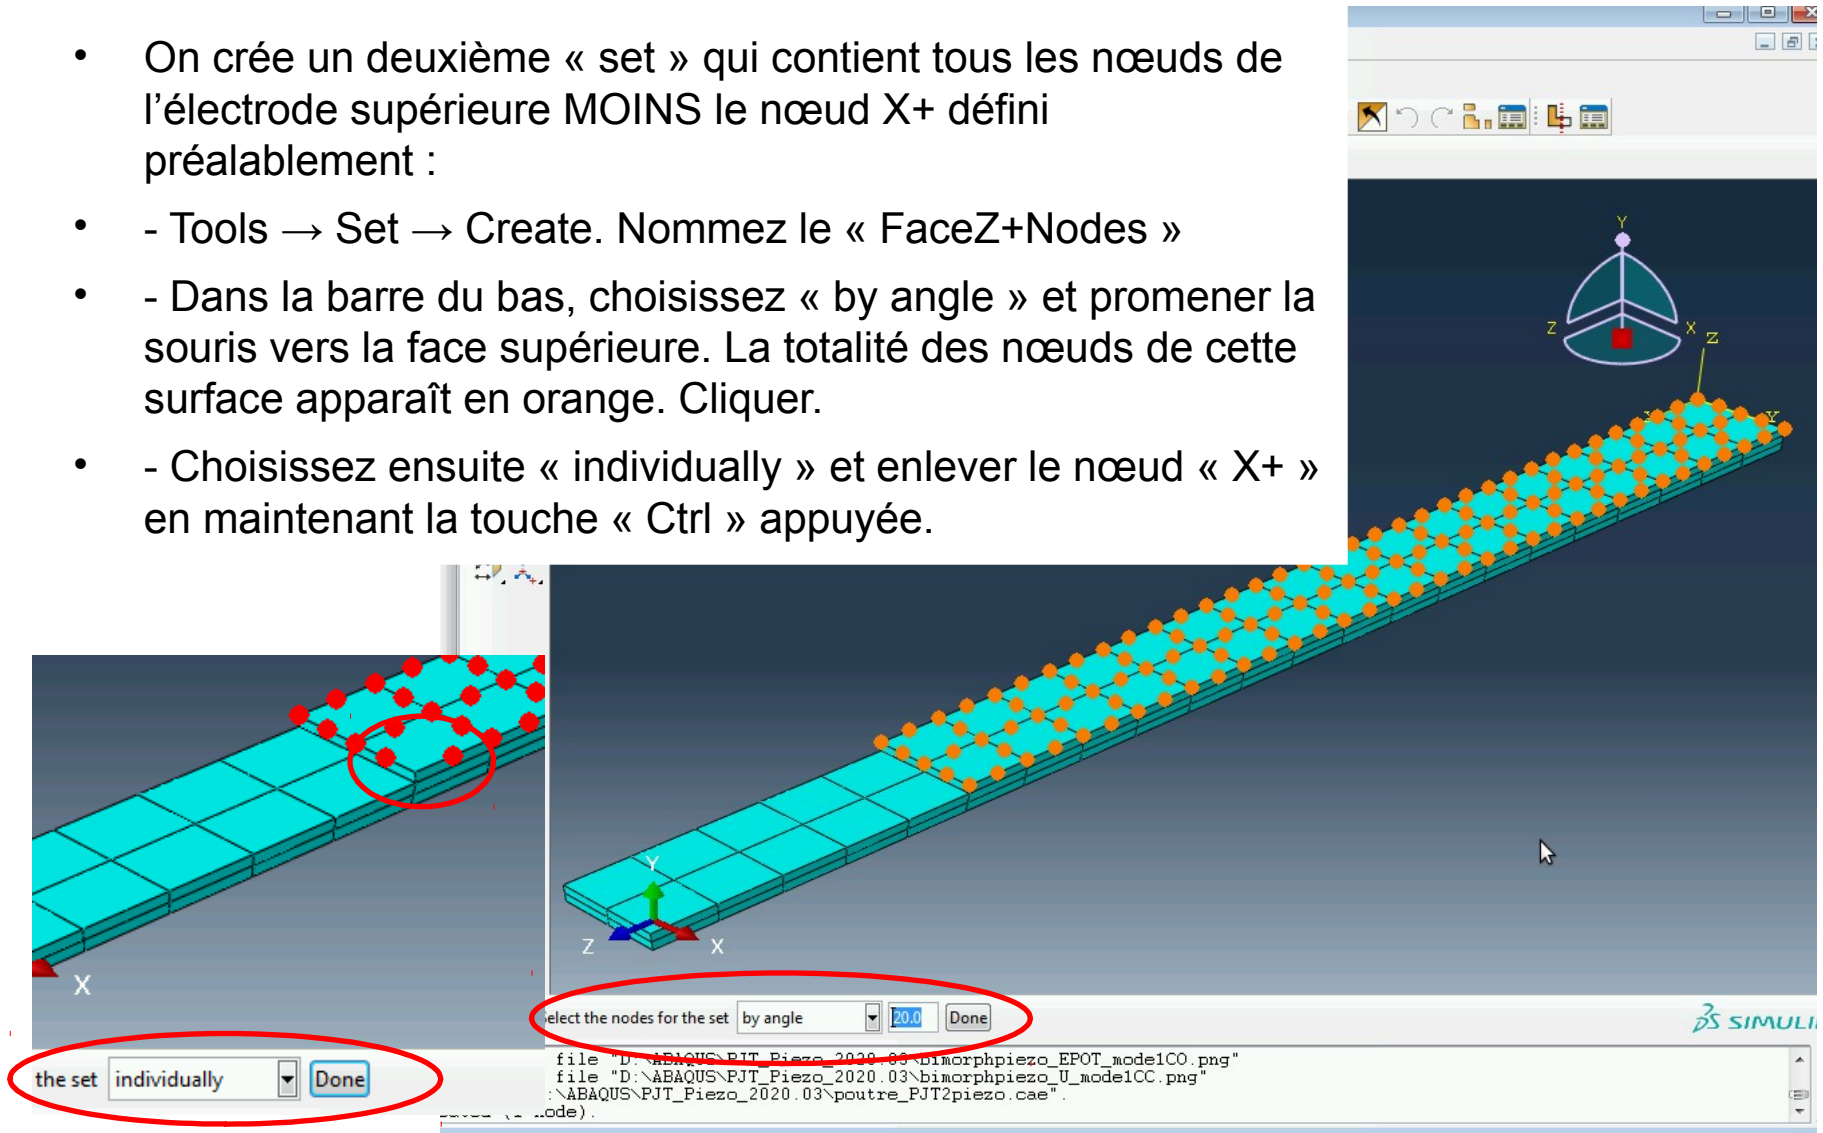 • On crée un deuxième « set » qui contient tous les nœuds de
l’électrode supérieure MOINS le nœud X+ défini
préalablement :
• - Tools → Set → Create. Nommez le « FaceZ+Nodes »
• - Dans la barre du bas, choisissez « by angle » et promener la
souris vers la face supérieure. La totalité des nœuds de cette
surface apparaît en orange. Cliquer.
• - Choisissez ensuite « individually » et enlever le nœud « X+ »
en maintenant la touche « Ctrl » appuyée.
Y
Z X
Z
X Y
Y
Z X
X
elect the nodes for the set by angle 20.0 Done
SIMULI
the set individually Done
file "D:\ABAQUS\PJT_Piezo_2020.03\bimorphpiezo_EPOT_mode1CO.png"
file "D:\ABAQUS\PJT_Piezo_2020.03\bimorphpiezo_U_mode1CC.png"
:\ABAQUS\PJT_Piezo_2020.03\poutre_PJT2piezo.cae".
node).